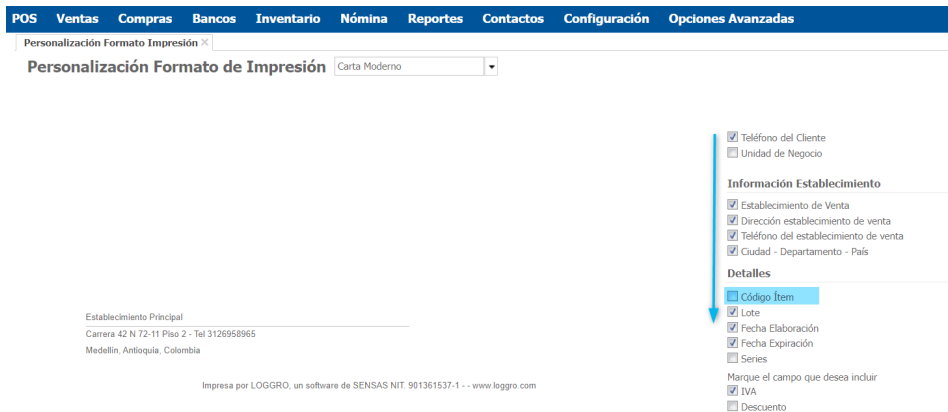 POS Ventas Compras Bancos Inventario Nómina Reportes Contactos Configuración Opciones Avanzadas
Personalización Formato Impresión ×
Personalización Formato de Impresión Carta Moderno
Teléfono del Cliente
Unidad de Negocio
Información Establecimiento
Establecimiento de Venta
Dirección establecimiento de venta
Teléfono del establecimiento de venta
Ciudad - Departamento - País
Detalles
Código Ítem
Lote
Fecha Elaboración
Fecha Expiración
Series
Marque el campo que desea incluir
IVA
Descuento
Establecimiento Principal
Carrera 42 N 72-11 Piso 2 - Tel 3126958965
Medellín, Antioquia, Colombia
Impresa por LOGGRO, un software de SENSAS NIT. 901361537-1 - - www.loggro.com